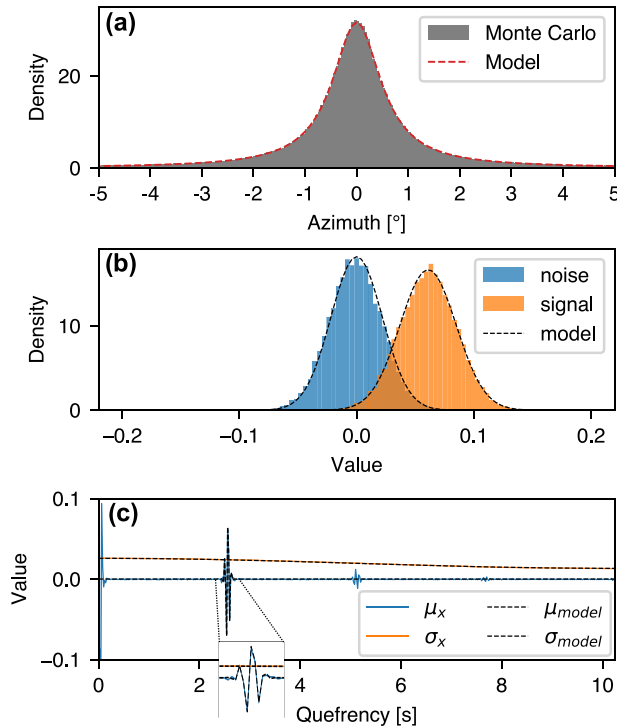 (a)
Monte Carlo
Model
Density
30
0
-5 -4 -3 -2 -1 0 1 2 3 4 5
Azimuth [°]
(b)
noise
signal
model
Density
10
0
−0.2 −0.1 0.0 0.1 0.2
Value
(c)
0.1
0.0
−0.1
Value
μx μmodel
σx σmodel
0 2 4 6 8 10
Quefrency [s]